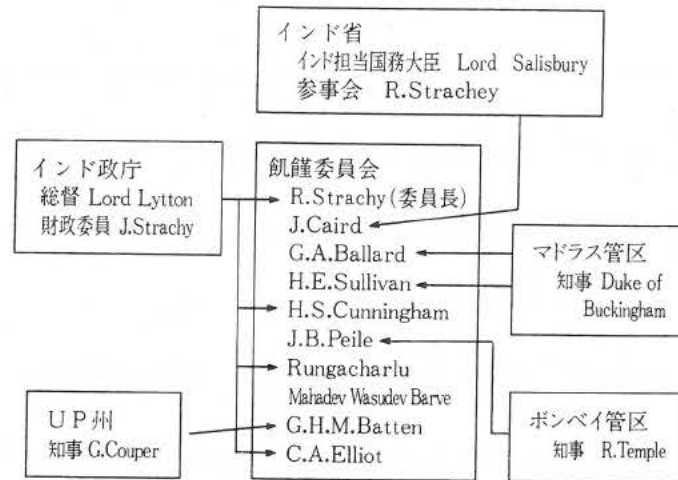 インド省
インド担当国務大臣 Lord Salisbury
参事会 R.Strachey
インド政庁
総督 Lord Lytton
財政委員 J.Strachy
飢饉委員会
R.Strachy(委員長)
J.Caird
G.A.Ballard
H.E.Sullivan
H.S.Cunningham
J.B.Peile
Rungacharlu
Mahadev Wasudev Barve
G.H.M.Batten
C.A.Elliot
マドラス管区
知事 Duke of
Buckingham
UP州
知事 G.Couper
ボンベイ管区
知事 R.Temple